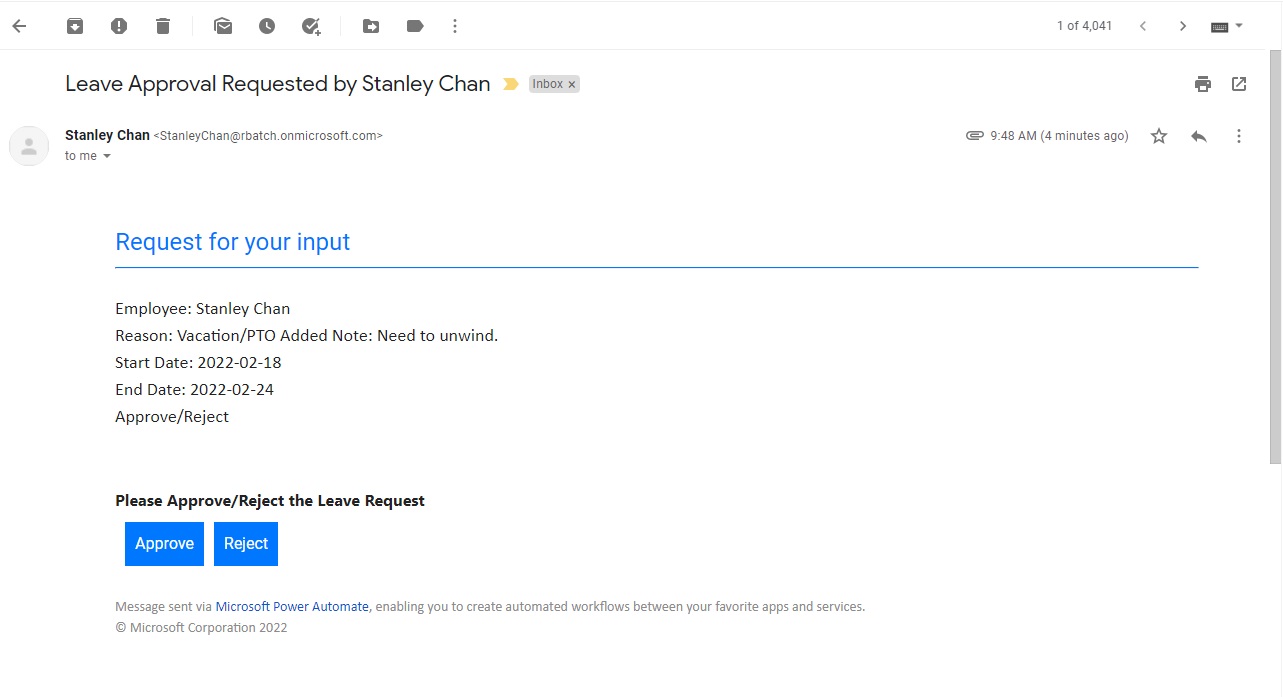 1 of 4,041
Leave Approval Requested by Stanley Chan Inbox ×
Stanley Chan <StanleyChan@rbatch.onmicrosoft.com> 9:48 AM (4 minutes ago)
to me
Request for your input
Employee: Stanley Chan
Reason: Vacation/PTO Added Note: Need to unwind.
Start Date: 2022-02-18
End Date: 2022-02-24
Approve/Reject
Please Approve/Reject the Leave Request
Approve Reject
Message sent via Microsoft Power Automate, enabling you to create automated workflows between your favorite apps and services.
© Microsoft Corporation 2022